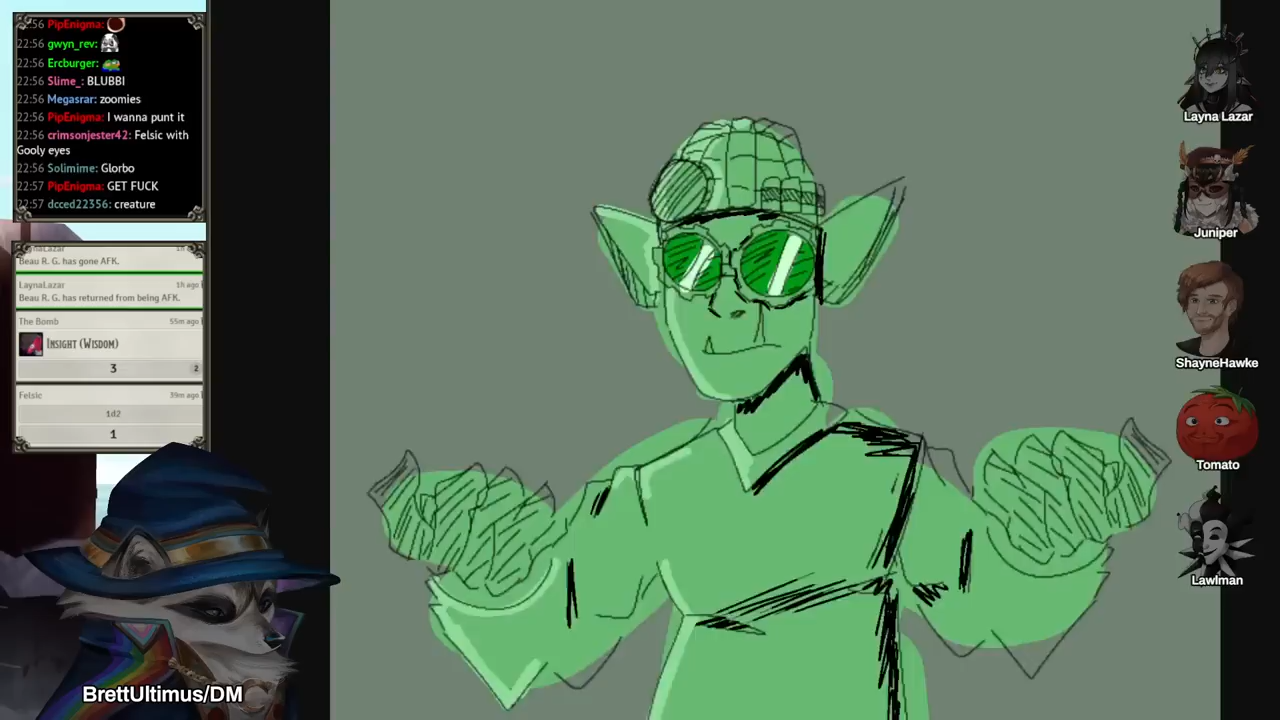 :56 PipEnigma:
22:56 gwyn_rev:
22:56 Ercburger:
22:56 Slime_: BLUBBI
22:56 Megasrar: zoomies
22:56 PipEnigma: I wanna punt it
22:56 crimsonjester42: Felsic with
Gooly eyes
22:56 Solimime: Glorbo
22:57 PipEnigma: GET FUCK
22:57 dcced22356: creature
Beau R. G. has gone AFK.
LaynaLazar 1h ago
Beau R. G. has returned from being AFK.
The Bomb 55m ago
Insight (Wisdom)
3 2
Felsic 39m ago
1d2
1
BrettUltimus/DM
Layna Lazar
Juniper
ShayneHawke
Tomato
Lawlman